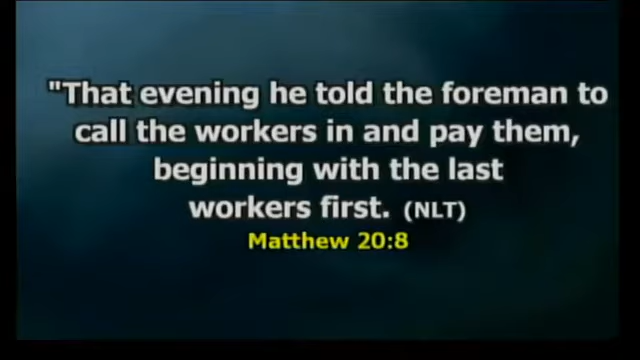 "That evening he told the foreman to
call the workers in and pay them,
beginning with the last
workers first. (NLT)
Matthew 20:8